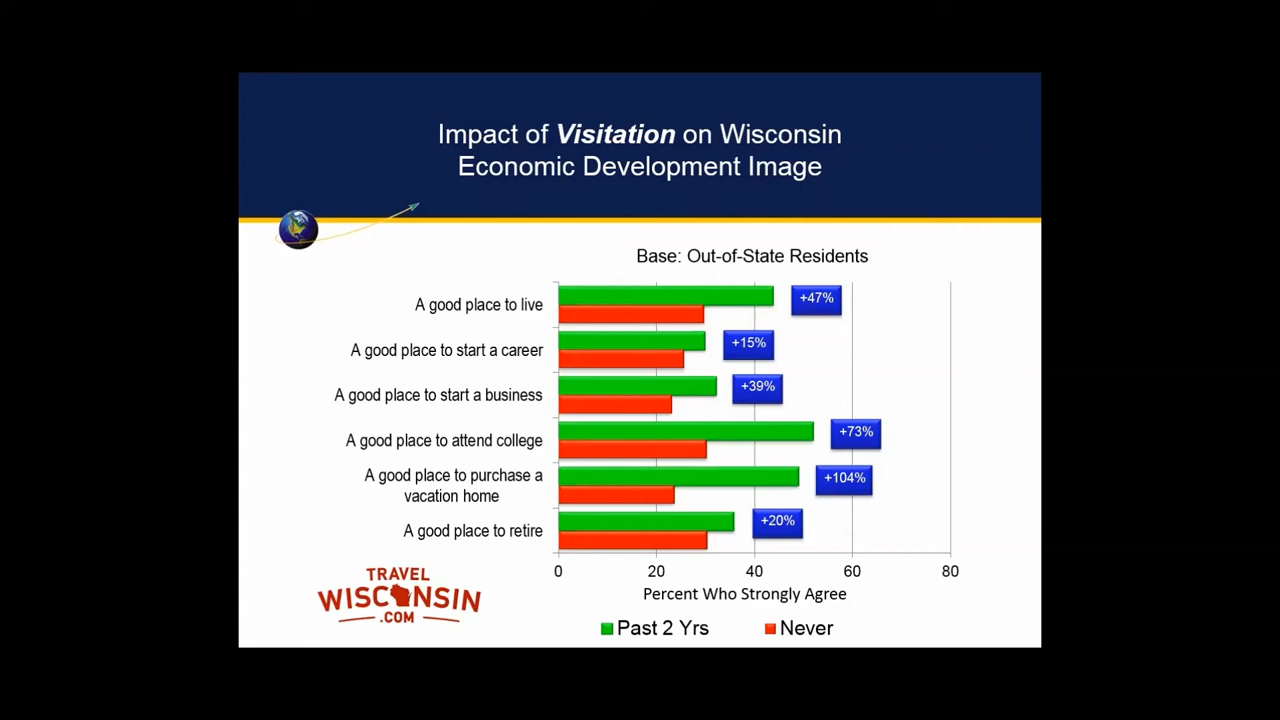 Impact of Visitation on Wisconsin
Economic Development Image
Base: Out-of-State Residents
A good place to live
+47%
A good place to start a career
+15%
A good place to start a business
+39%
A good place to attend college
+73%
A good place to purchase a
vacation home
+104%
A good place to retire
+20%
0 20 40 60 80
Percent Who Strongly Agree
Past 2 Yrs Never
TRAVEL
WISCONSIN
.COM